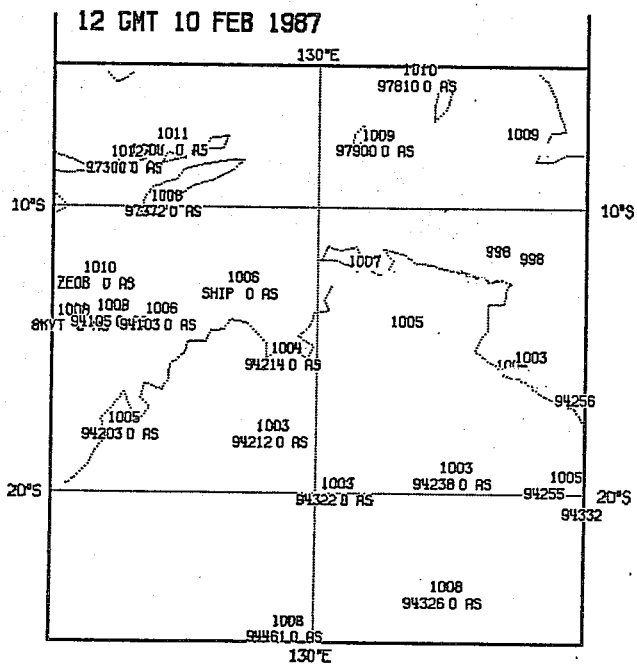 12 GMT 10 FEB 1987
130°E
1010
97810 0 AS
1011
0 AS
97300 0 AS
1009
97900 0 AS
1009
1008
97372 0 AS
10°S
10°S
1010
ZEOB 0 AS
1006
SHIP 0 AS
1007
998
998
1008
1006
8KYT
94105
94103 0 AS
1005
1004
94214 0 AS
1003
94256
1005
94203 0 AS
1003
94212 0 AS
1003
94322 0 AS
1003
94238 0 AS
1005
94255
20°S
20°S
94332
1008
94326 0 AS
1008
94461 0 AS
130°E